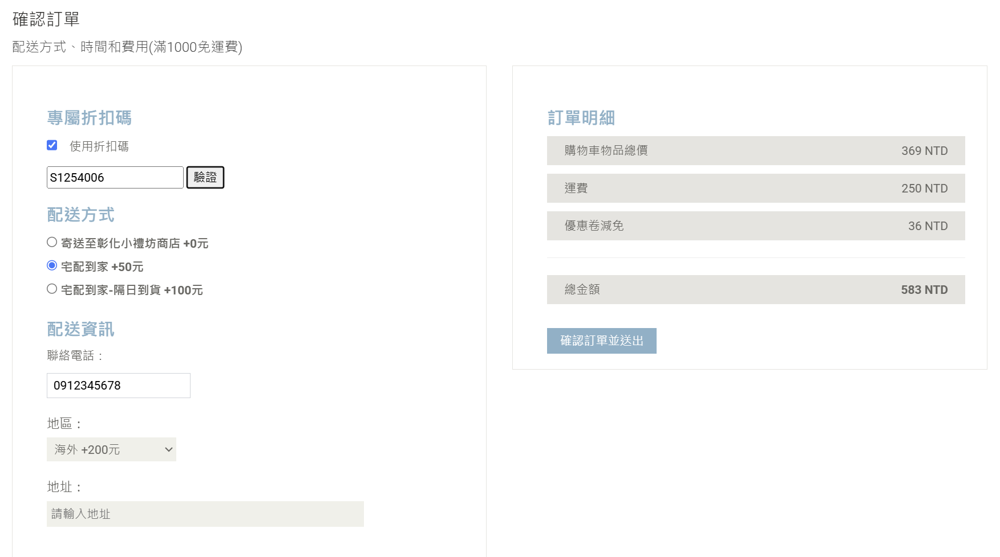 確認訂單
配送方式、時間和費用(滿1000免運費)
專屬折扣碼
使用折扣碼
S1254006 驗證
配送方式
寄送至彰化小禮坊商店 +0元
宅配到家 +50元
宅配到家-隔日到貨 +100元
配送資訊
聯絡電話：
0912345678
地區：
海外 +200元
地址：
請輸入地址
訂單明細
購物車物品總價 369 NTD
運費 250 NTD
優惠卷減免 36 NTD
總金額 583 NTD
確認訂單並送出